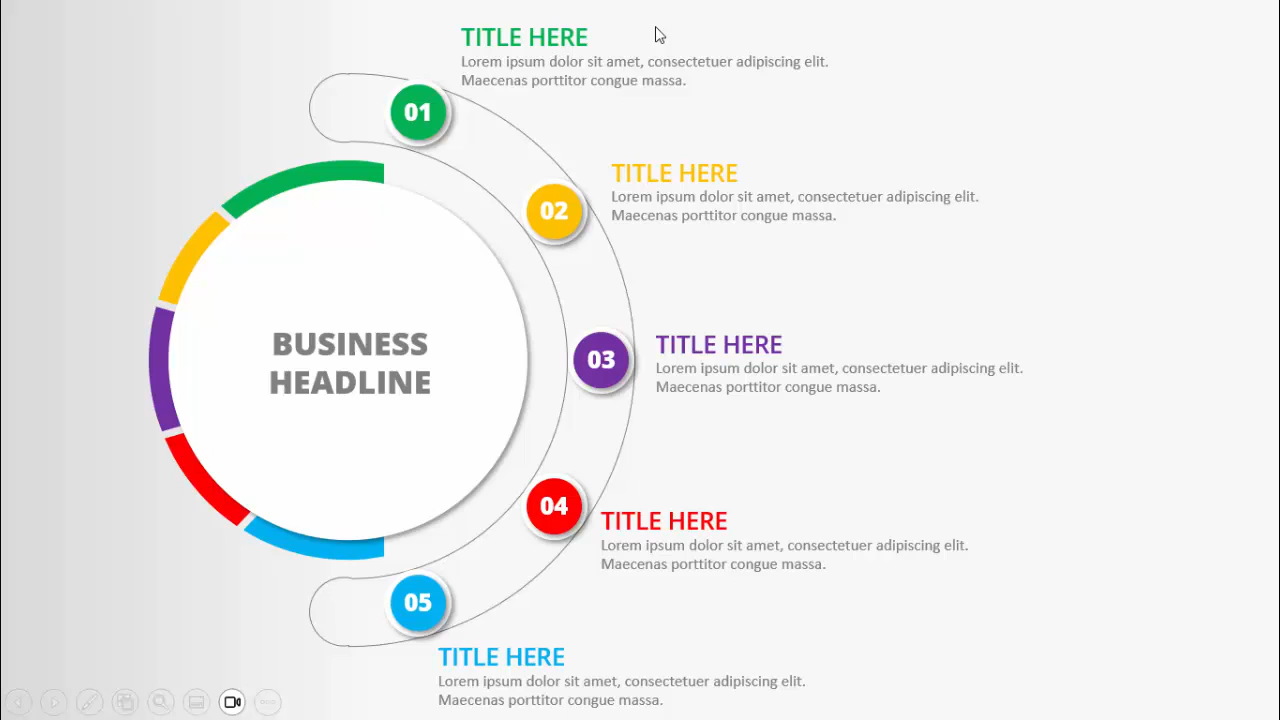 TITLE HERE
Lorem ipsum dolor sit amet, consectetuer adipiscing elit.
Maecenas porttitor congue massa.
01
TITLE HERE
Lorem ipsum dolor sit amet, consectetuer adipiscing elit.
Maecenas porttitor congue massa.
02
BUSINESS
HEADLINE
TITLE HERE
Lorem ipsum dolor sit amet, consectetuer adipiscing elit.
Maecenas porttitor congue massa.
03
TITLE HERE
Lorem ipsum dolor sit amet, consectetuer adipiscing elit.
Maecenas porttitor congue massa.
04
05
TITLE HERE
Lorem ipsum dolor sit amet, consectetuer adipiscing elit.
Maecenas porttitor congue massa.